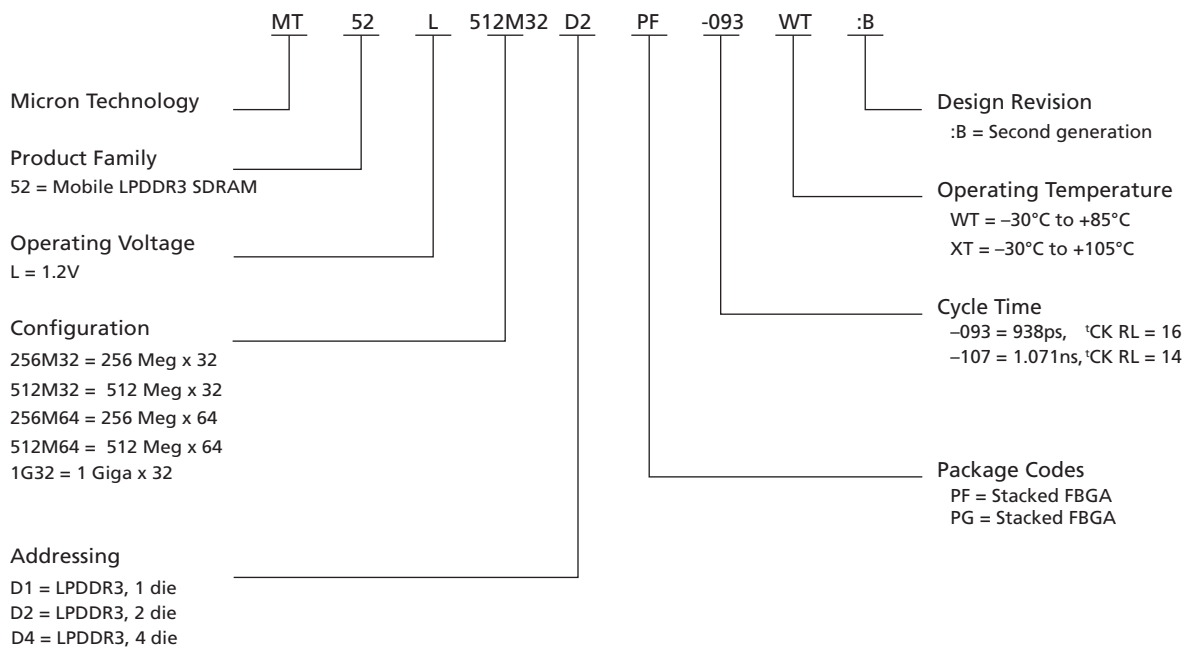 MT 52 L 512M32 D2 PF -093 WT :B
Micron Technology
Product Family
52 = Mobile LPDDR3 SDRAM
Operating Voltage
L = 1.2V
Configuration
256M32 = 256 Meg x 32
512M32 = 512 Meg x 32
256M64 = 256 Meg x 64
512M64 = 512 Meg x 64
1G32 = 1 Giga x 32
Addressing
D1 = LPDDR3, 1 die
D2 = LPDDR3, 2 die
D4 = LPDDR3, 4 die
Design Revision
:B = Second generation
Operating Temperature
WT = –30°C to +85°C
XT = –30°C to +105°C
Cycle Time
–093 = 938ps, ᵗCK RL = 16
–107 = 1.071ns, ᵗCK RL = 14
Package Codes
PF = Stacked FBGA
PG = Stacked FBGA